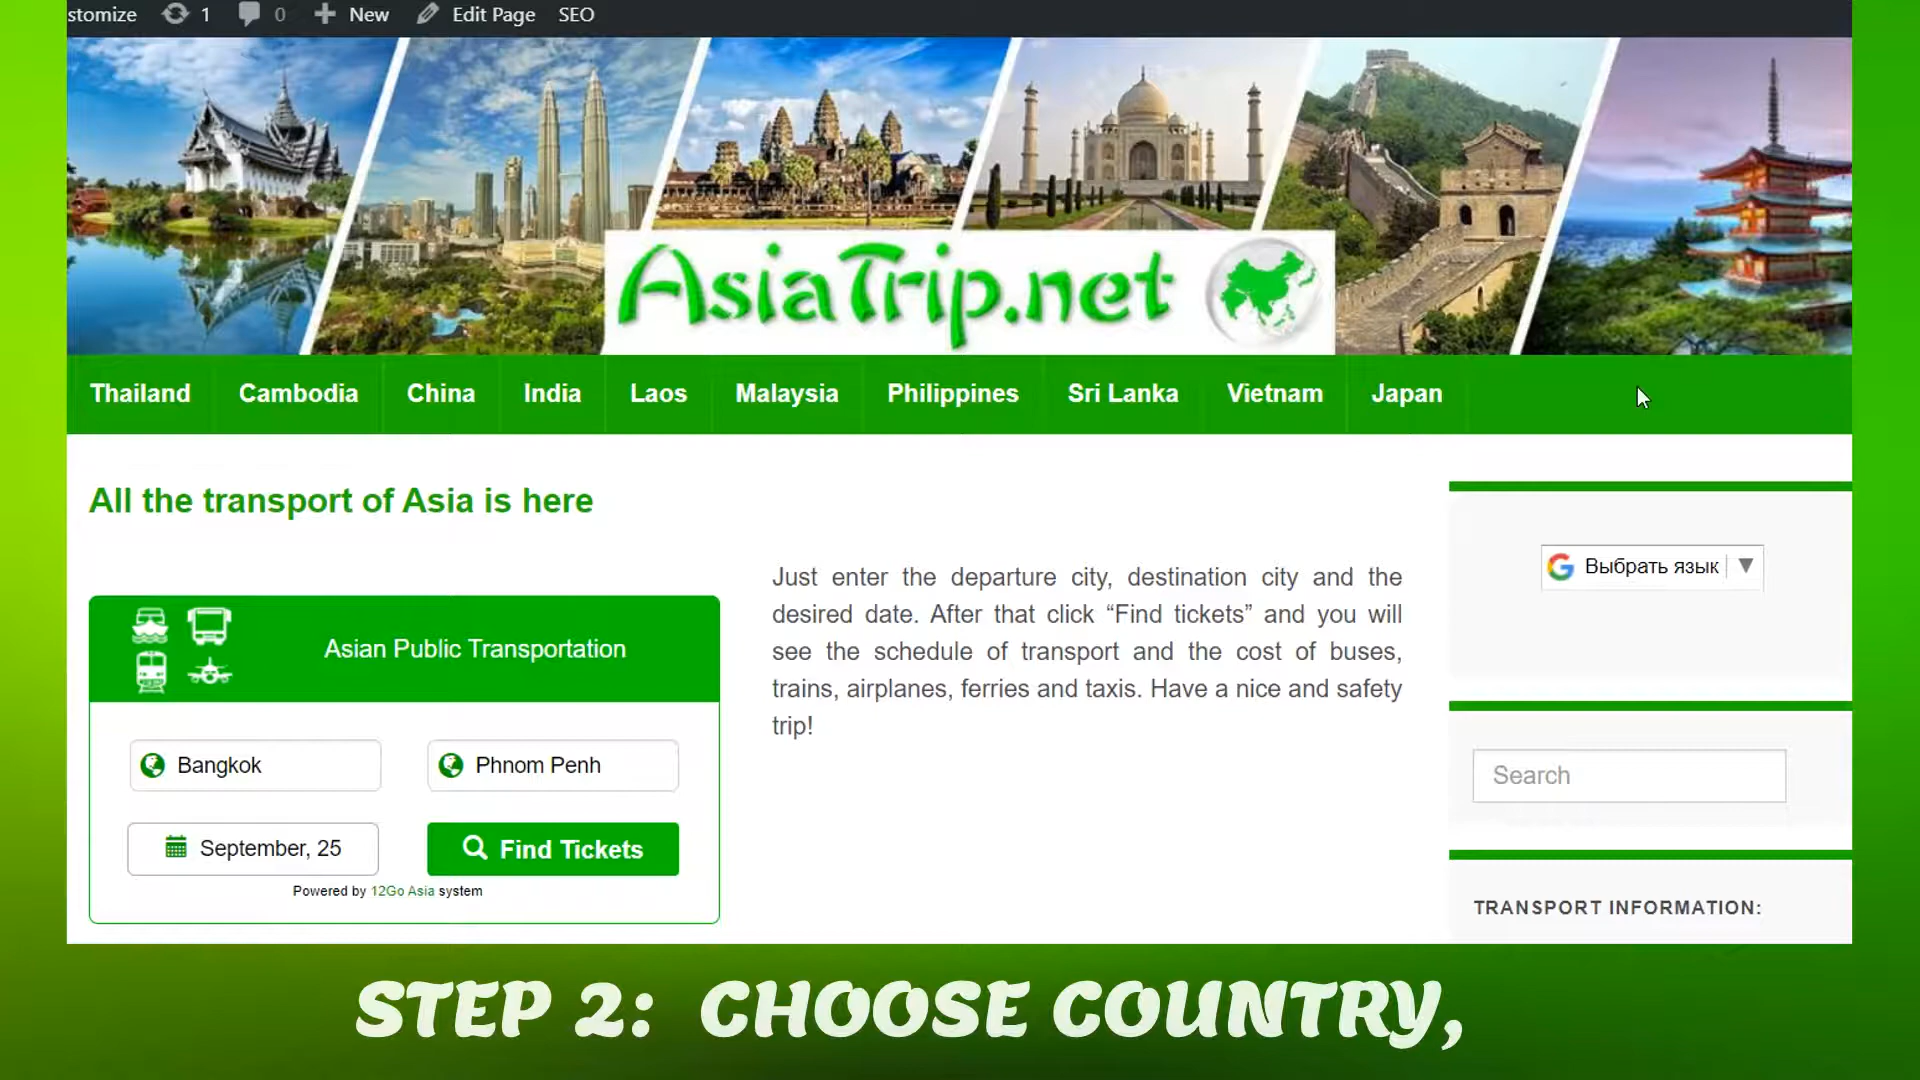 stomize 1 0 New Edit Page SEO
AsiaTrip.net
Thailand Cambodia China India Laos Malaysia Philippines Sri Lanka Vietnam Japan
All the transport of Asia is here
Asian Public Transportation
Bangkok Phnom Penh
September, 25 Find Tickets
Powered by 12Go Asia system
Just enter the departure city, destination city and the
desired date. After that click “Find tickets” and you will
see the schedule of transport and the cost of buses,
trains, airplanes, ferries and taxis. Have a nice and safety
trip!
Выбрать язык
Search
TRANSPORT INFORMATION:
STEP 2: CHOOSE COUNTRY,